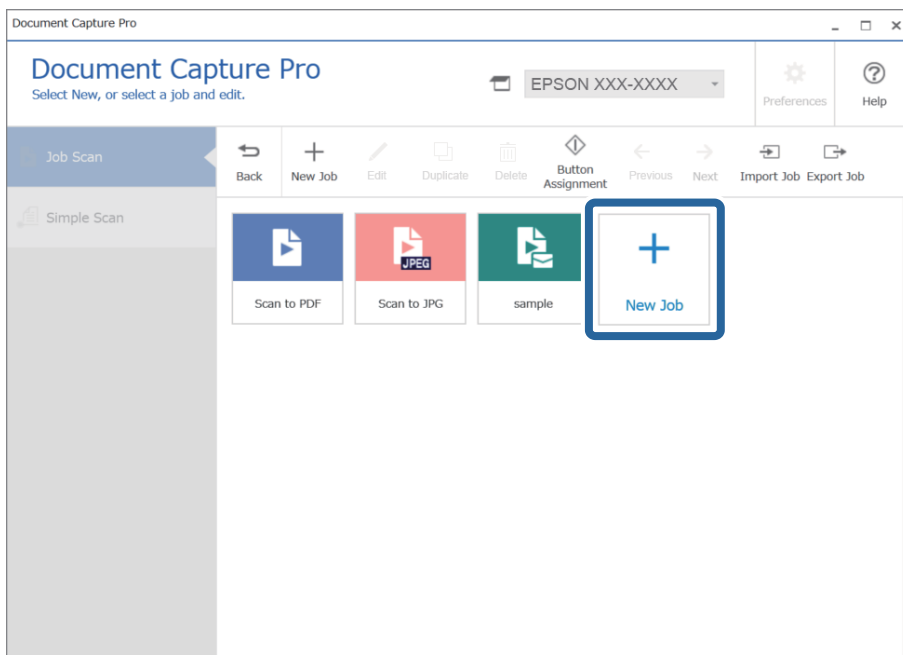 Document Capture Pro
Document Capture Pro
Select New, or select a job and edit.
EPSON XXX-XXXX
Preferences
Help
Job Scan
Simple Scan
Back
New Job
Edit
Duplicate
Delete
Button
Assignment
Previous
Next
Import Job
Export Job
JPEG
Scan to PDF
Scan to JPG
sample
New Job